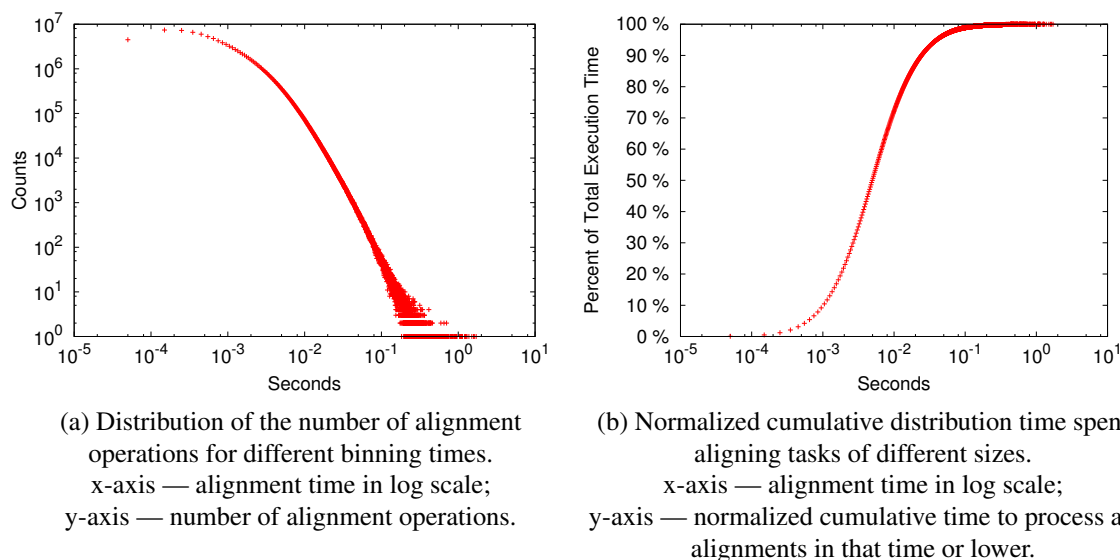 10^7
10^6
10^5
10^4
10^3
10^2
10^1
10^0
Counts
10^-5 10^-4 10^-3 10^-2 10^-1 10^0 10^1
Seconds
(a) Distribution of the number of alignment
operations for different binning times.
x-axis — alignment time in log scale;
y-axis — number of alignment operations.
100 %
90 %
80 %
70 %
60 %
50 %
40 %
30 %
20 %
10 %
0 %
Percent of Total Execution Time
10^-5 10^-4 10^-3 10^-2 10^-1 10^0 10^1
Seconds
(b) Normalized cumulative distribution time spen
aligning tasks of different sizes.
x-axis — alignment time in log scale;
y-axis — normalized cumulative time to process a
alignments in that time or lower.